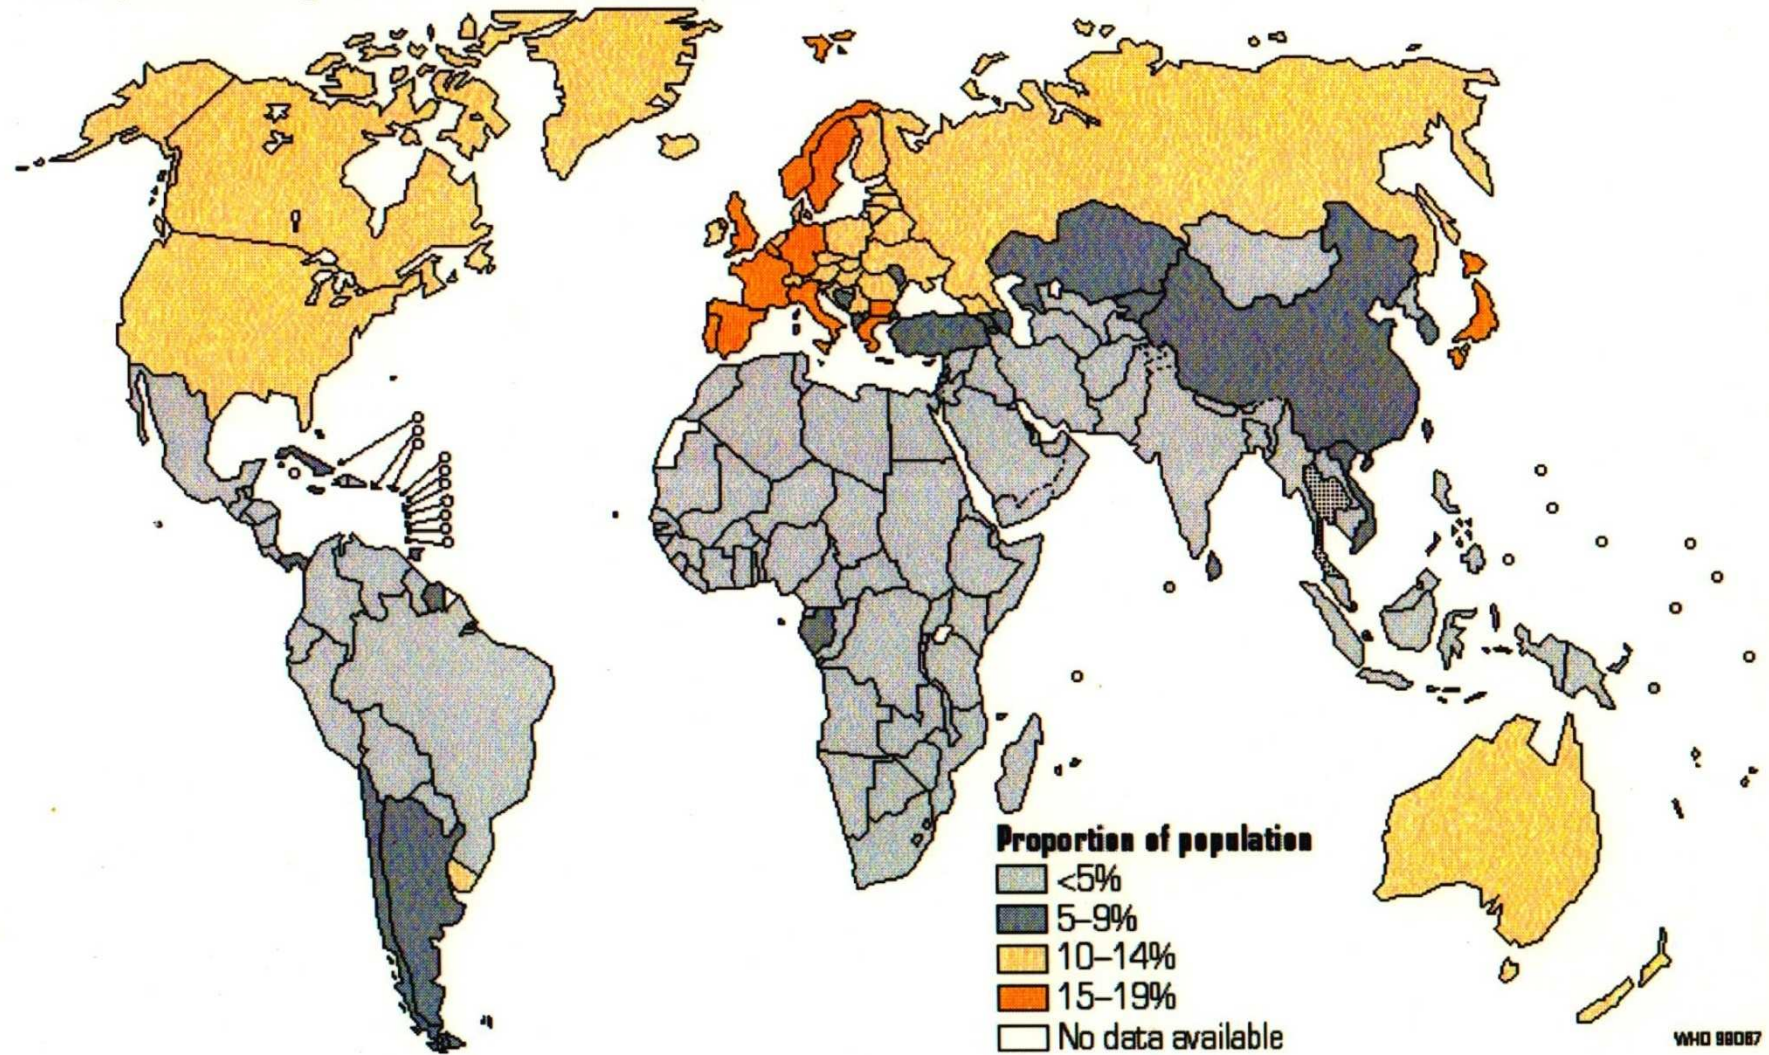 Proportion of population
<5%
5–9%
10–14%
15–19%
No data available
WHO 99067